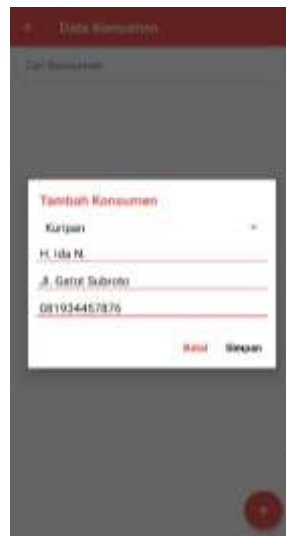 Data Konsumen
Cari Konsumen
Tambah Konsumen
Kuripan
H. Ida N.
Jl. Gatot Subroto
081934457876
Batal Simpan